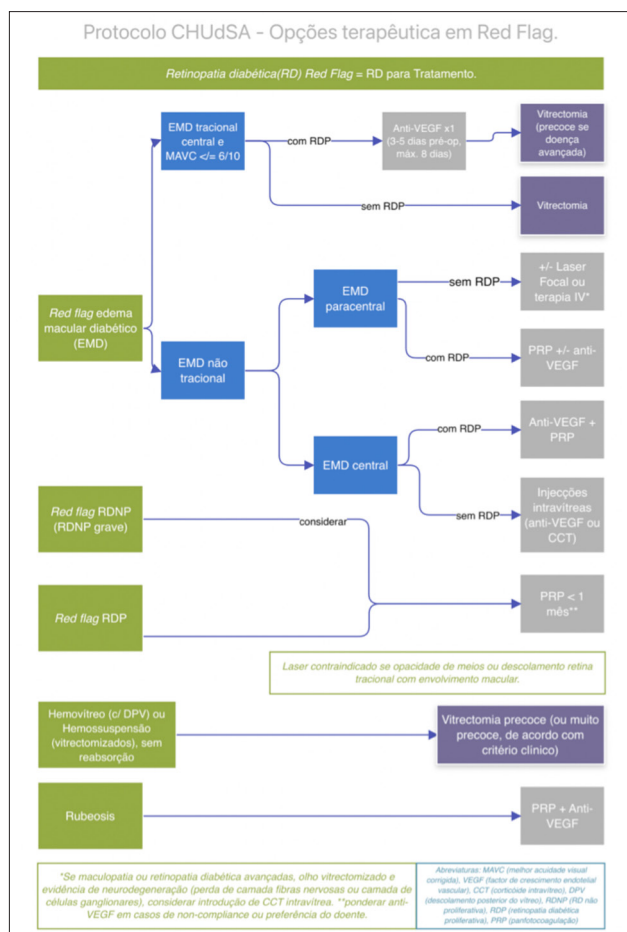 Protocolo CHUdSA - Opções terapêutica em Red Flag.
Retinopatia diabética(RD) Red Flag = RD para Tratamento.
EMD tracional
central e
MAVC </= 6/10
com RDP
Anti-VEGF x1
(3-5 dias pré-op,
máx. 8 dias)
Vitrectomia
(precoce se
doença
avançada)
sem RDP
Vitrectomia
Red flag edema
macular diabético
(EMD)
EMD não
tracional
EMD
paracentral
sem RDP
+/- Laser
Focal ou
terapia IV*
com RDP
PRP +/- anti-
VEGF
EMD central
com RDP
Anti-VEGF +
PRP
sem RDP
Injecções
intravítreas
(anti-VEGF ou
CCT)
Red flag RDNP
(RDNP grave)
considerar
Red flag RDP
PRP < 1
mês**
Laser contraindicado se opacidade de meios ou descolamento retina
tracional com envolvimento macular.
Hemovítreo (c/ DPV) ou
Hemossuspensão
(vitrectomizados), sem
reabsorção
Vitrectomia precoce (ou muito
precoce, de acordo com
critério clínico)
Rubeosis
PRP + Anti-
VEGF
*Se maculopatia ou retinopatia diabética avançadas, olho vitrectomizado e
evidência de neurodegeneração (perda de camada fibras nervosas ou camada de
células ganglionares), considerar introdução de CCT intravítrea. **ponderar anti-
VEGF em casos de non-compliance ou preferência do doente.
Abreviaturas: MAVC (melhor acuidade visual
corrigida), VEGF (factor de crescimento endotelial
vascular), CCT (corticóide intravítreo), DPV
(descolamento posterior do vítreo), RDNP (RD não
proliferativa), RDP (retinopatia diabética
proliferativa), PRP (panfotocoagulação)